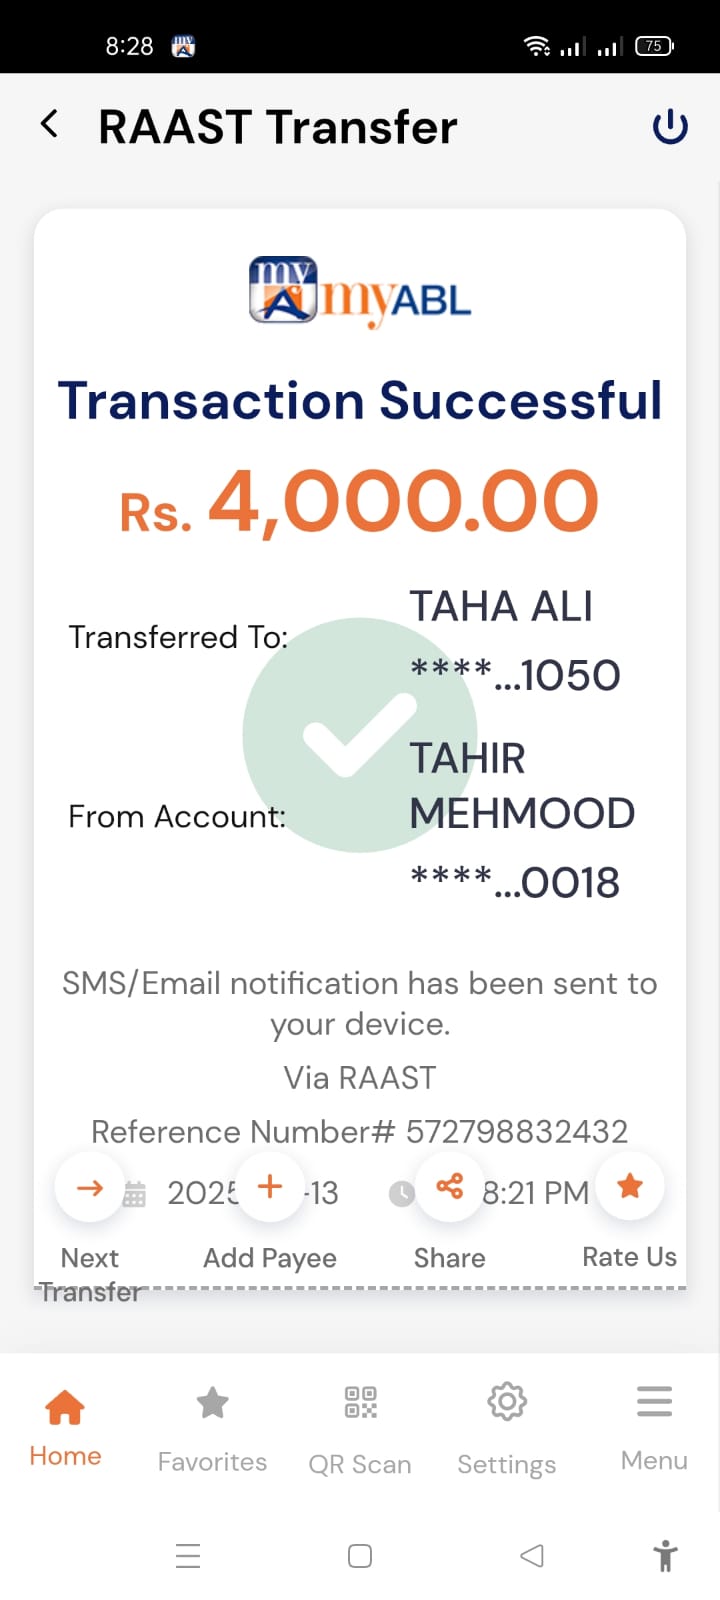 8:28
75
RAAST Transfer
my
myABL
Transaction Successful
Rs. 4,000.00
Transferred To:
TAHA ALI
****...1050
From Account:
TAHIR
MEHMOOD
****...0018
SMS/Email notification has been sent to
your device.
Via RAAST
Reference Number# 572798832432
2025 -13 8:21 PM
Next
Transfer
Add Payee
Share
Rate Us
Home
Favorites
QR Scan
Settings
Menu